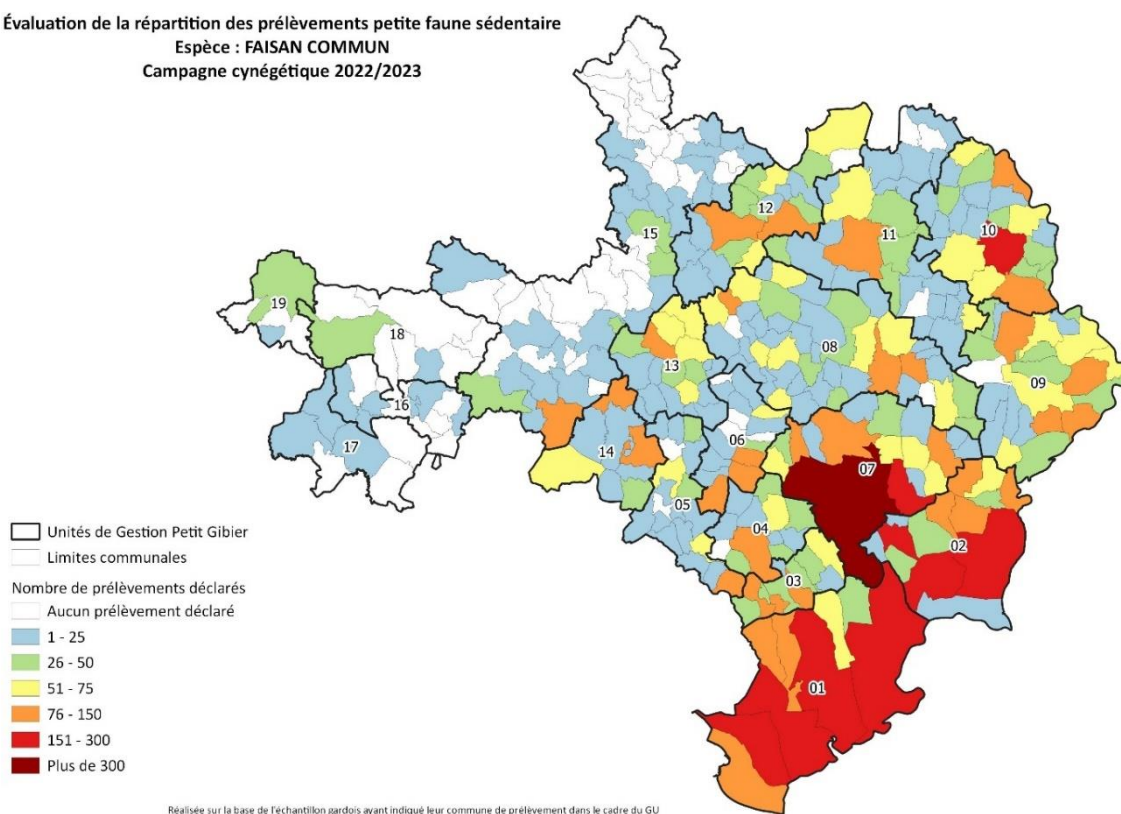 Évaluation de la répartition des prélèvements petite faune sédentaire
Espèce : FAISAN COMMUN
Campagne cynégétique 2022/2023
12
15
11
10
19
18
08
09
13
16
06
17
14
07
05
04
02
03
01
Unités de Gestion Petit Gibier
Limites communales
Nombre de prélèvements déclarés
Aucun prélèvement déclaré
1 - 25
26 - 50
51 - 75
76 - 150
151 - 300
Plus de 300
Réalisée sur la base de l'échantillon gardois ayant indiqué leur commune de prélèvement dans le cadre du GU